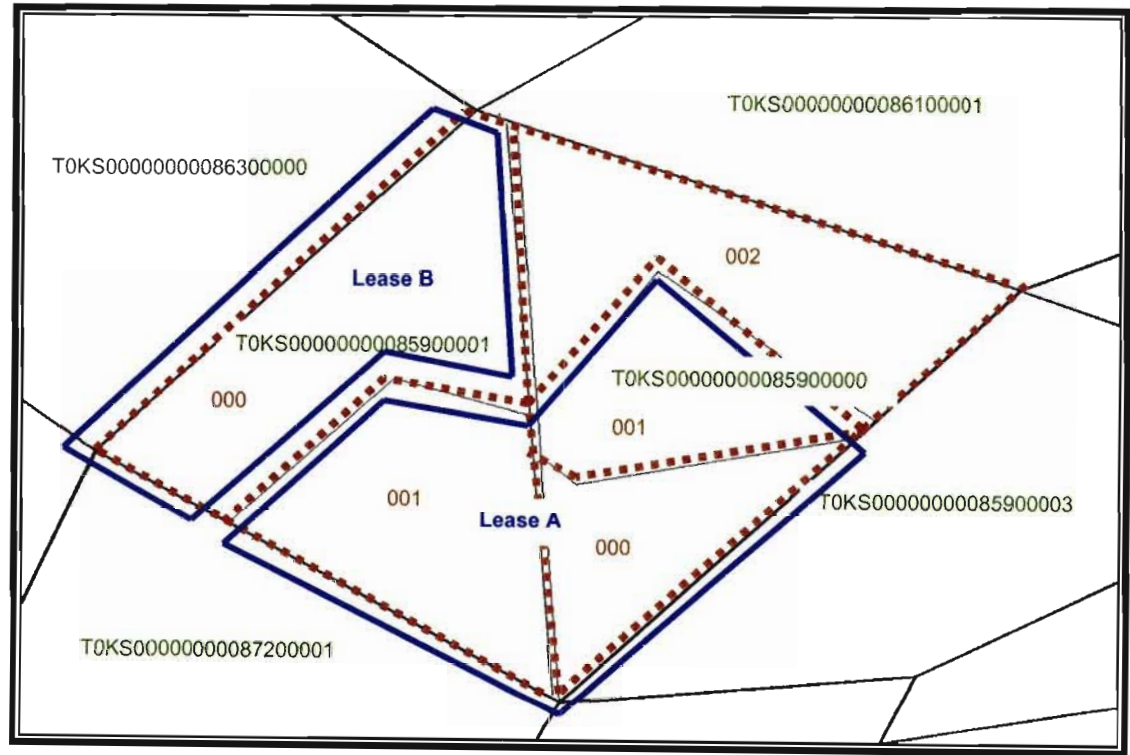 T0KS00000000086100001
T0KS00000000086300000
002
Lease B
T0KS00000000085900001
T0KS00000000085900000
000
001
001
Lease A
T0KS00000000085900003
000
T0KS00000000087200001